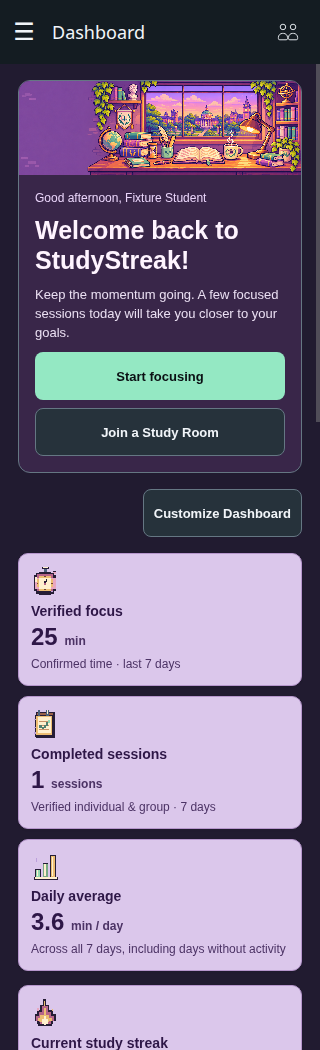 Dashboard
Good afternoon, Fixture Student
Welcome back to
StudyStreak!
Keep the momentum going. A few focused
sessions today will take you closer to your
goals.
Start focusing
Join a Study Room
Customize Dashboard
Verified focus
25 min
Confirmed time · last 7 days
Completed sessions
1 sessions
Verified individual & group · 7 days
Daily average
3.6 min / day
Across all 7 days, including days without activity
Current study streak